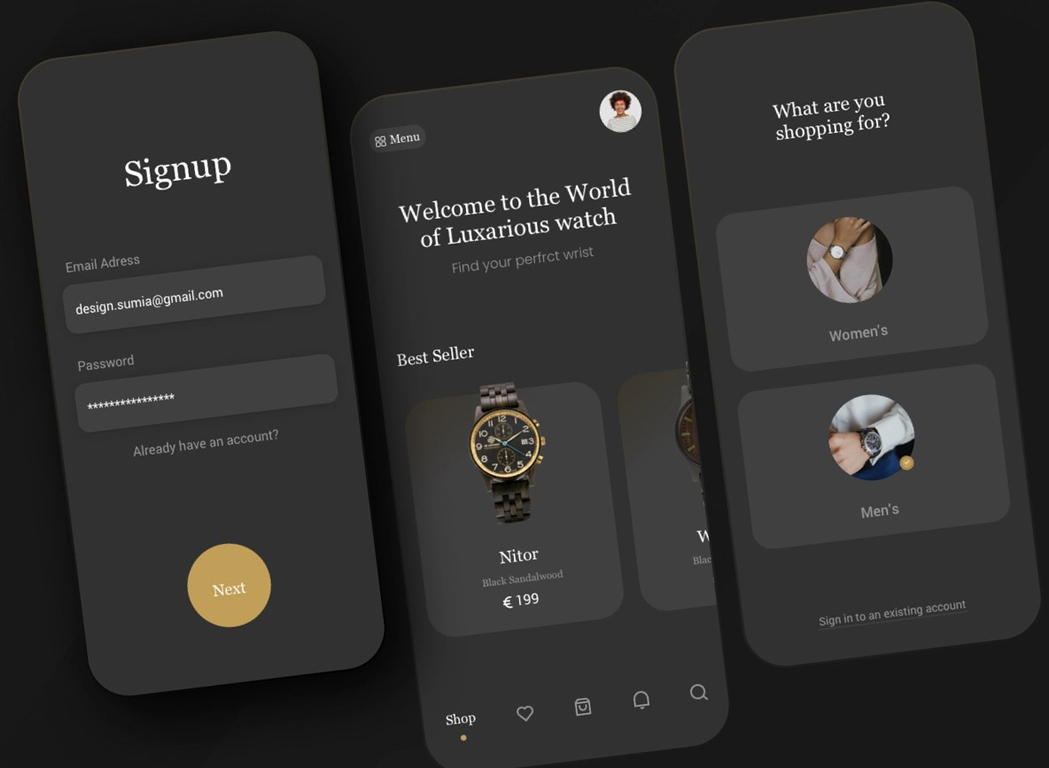 Signup
Email Adress
design.sumia@gmail.com
Password
****************
Already have an account?
Next
Menu
Welcome to the World
of Luxarious watch
Find your perfrct wrist
Best Seller
Nitor
Black Sandalwood
€ 199
W
Blac
Shop
What are you
shopping for?
Women's
Men's
Sign in to an existing account